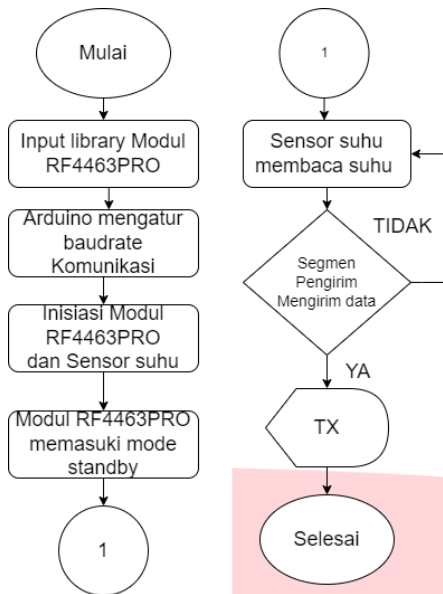 Mulai
Input library Modul
RF4463PRO
Arduino mengatur
baudrate
Komunikasi
Inisiasi Modul
RF4463PRO
dan Sensor suhu
Modul RF4463PRO
memasuki mode
standby
1
1
Sensor suhu
membaca suhu
TIDAK
Segmen
Pengirim
Mengirim data
YA
TX
Selesai